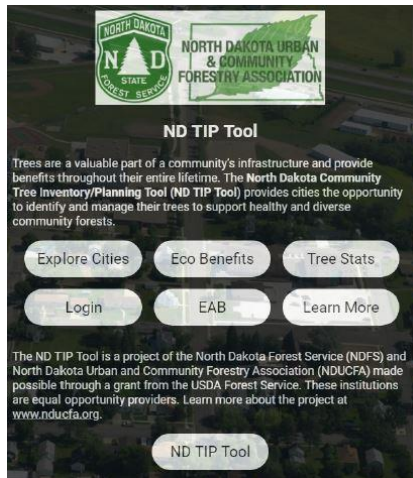 NORTH DAKOTA
N D
STATE
FOREST SERVICE
NORTH DAKOTA URBAN
& COMMUNITY
FORESTRY ASSOCIATION
ND TIP Tool
Trees are a valuable part of a community's infrastructure and provide
benefits throughout their entire lifetime. The North Dakota Community
Tree Inventory/Planning Tool (ND TIP Tool) provides cities the opportunity
to identify and manage their trees to support healthy and diverse
community forests.
Explore Cities Eco Benefits Tree Stats
Login EAB Learn More
The ND TIP Tool is a project of the North Dakota Forest Service (NDFS) and
North Dakota Urban and Community Forestry Association (NDUCFA) made
possible through a grant from the USDA Forest Service. These institutions
are equal opportunity providers. Learn more about the project at
www.nducfa.org.
ND TIP Tool